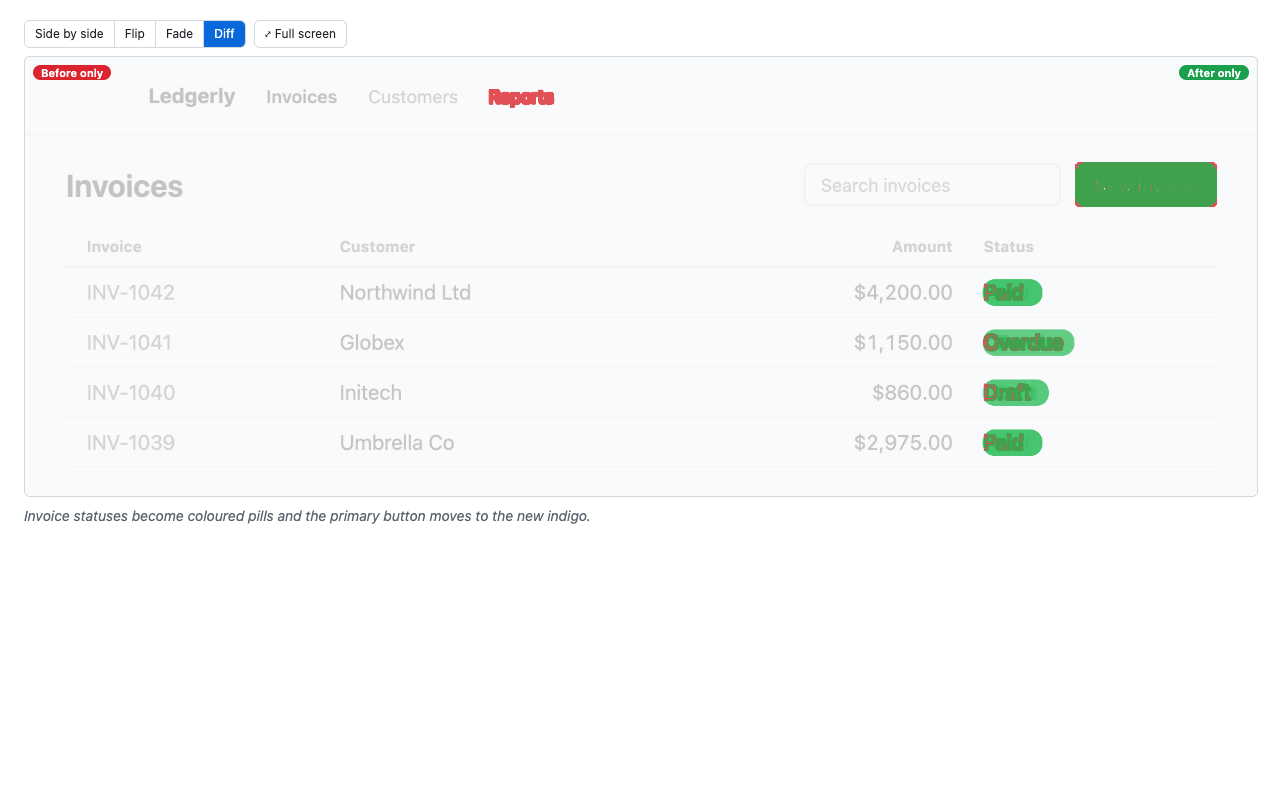 Side by side Flip Fade Diff ⤢ Full screen
Before only After only
Ledgerly Invoices Customers Reports
Invoices Search invoices
Invoice Customer Amount Status
INV-1042 Northwind Ltd $4,200.00 Paid
INV-1041 Globex $1,150.00 Overdue
INV-1040 Initech $860.00 Draft
INV-1039 Umbrella Co $2,975.00 Paid
Invoice statuses become coloured pills and the primary button moves to the new indigo.